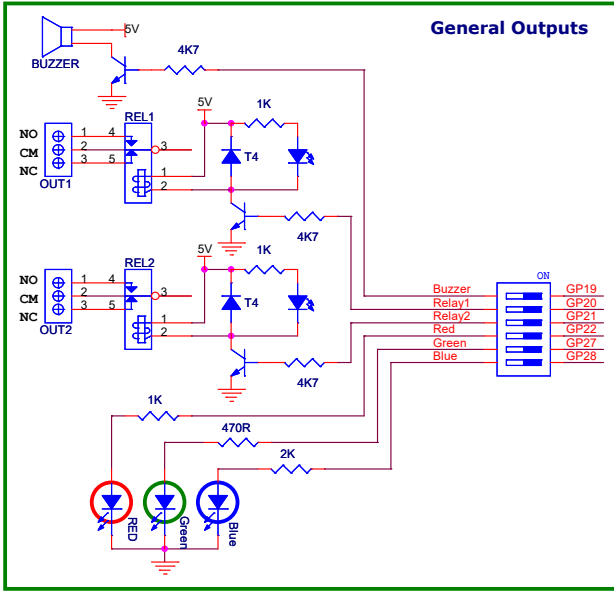 General Outputs
5V
BUZZER
4K7
5V
1K
REL1
NO 1 4
CM 2 3
NC 3 5
T4
1
2
OUT1
4K7
5V
1K
REL2
NO 1 4
CM 2 3
NC 3 5
T4
1
2
OUT2
4K7
ON
Buzzer GP19
Relay1 GP20
Relay2 GP21
Red GP22
Green GP27
Blue GP28
1K
470R
2K
RED
Green
Blue